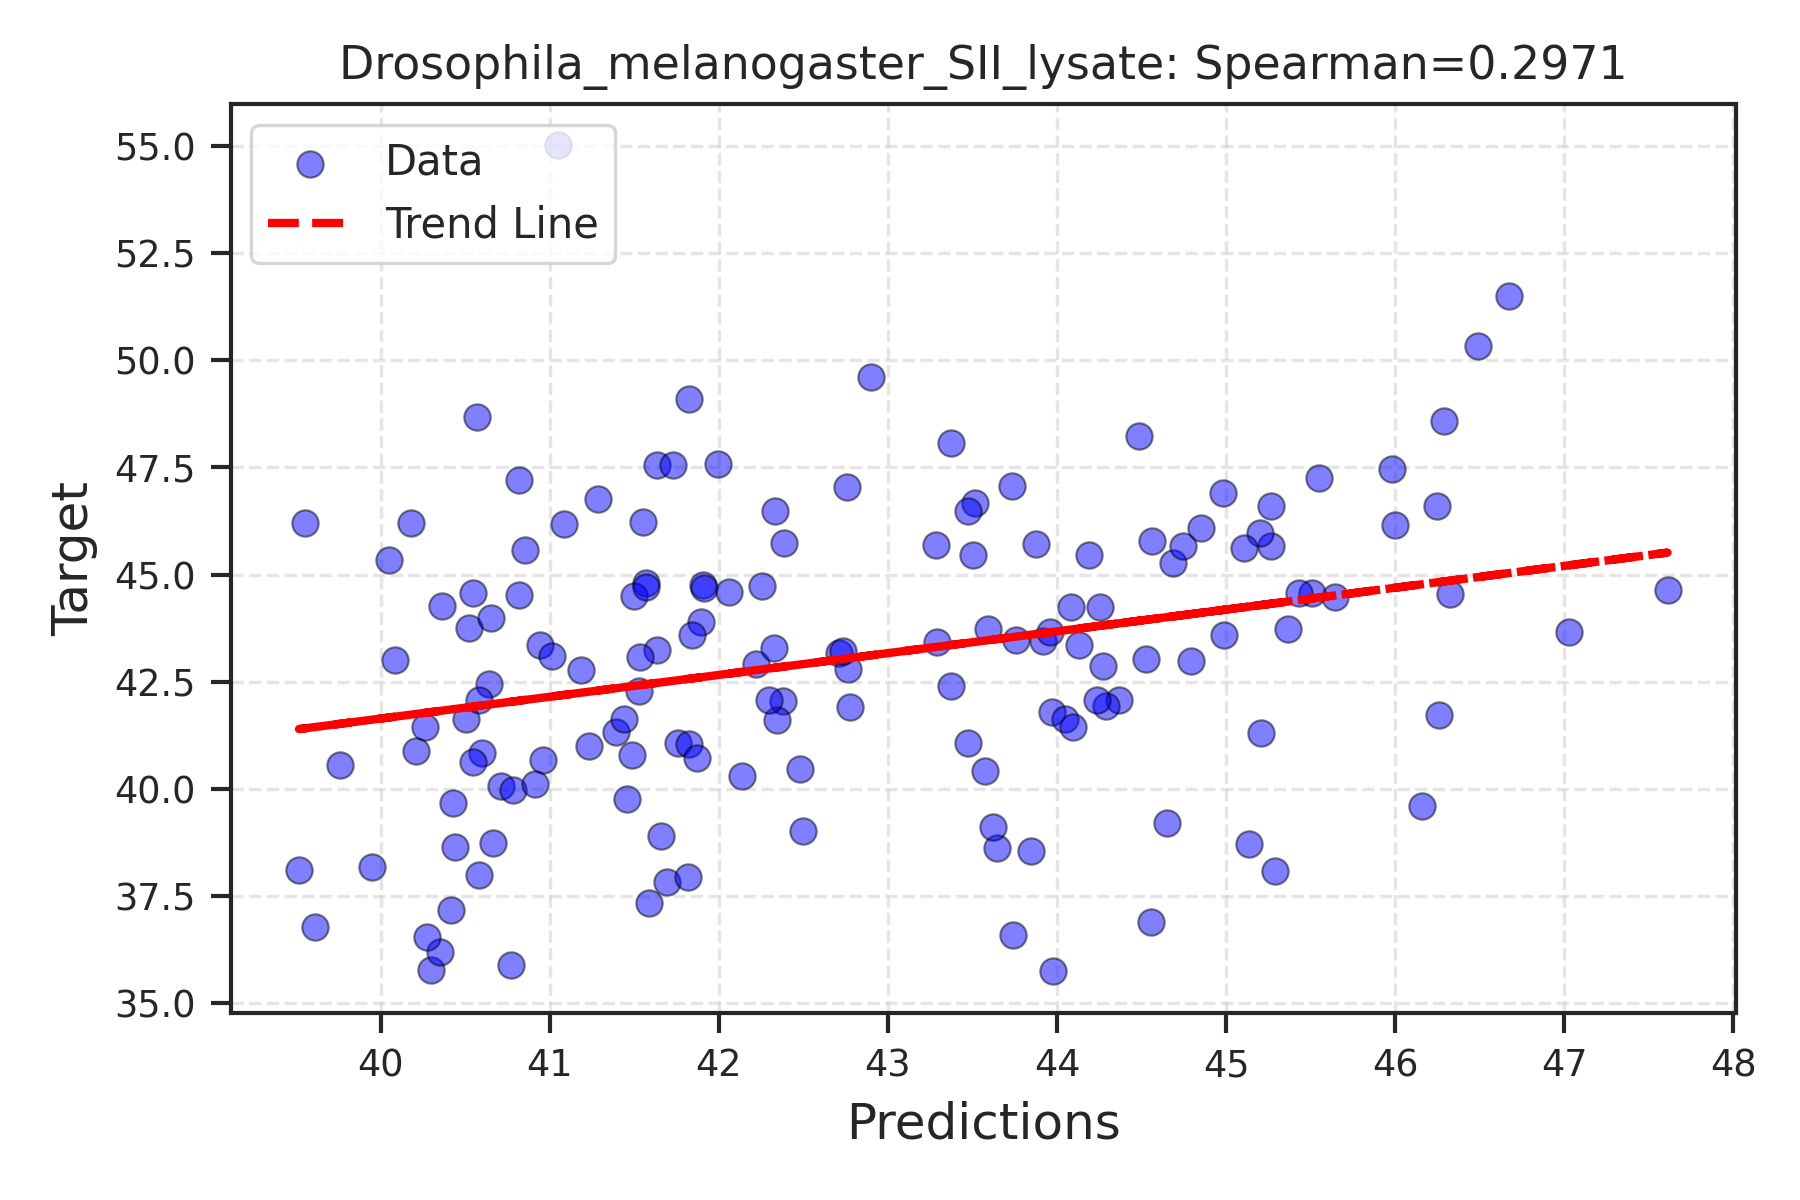 Drosophila_melanogaster_SII_lysate: Spearman=0.2971
Data
Trend Line
Target
55.0
52.5
50.0
47.5
45.0
42.5
40.0
37.5
35.0
40 41 42 43 44 45 46 47 48
Predictions